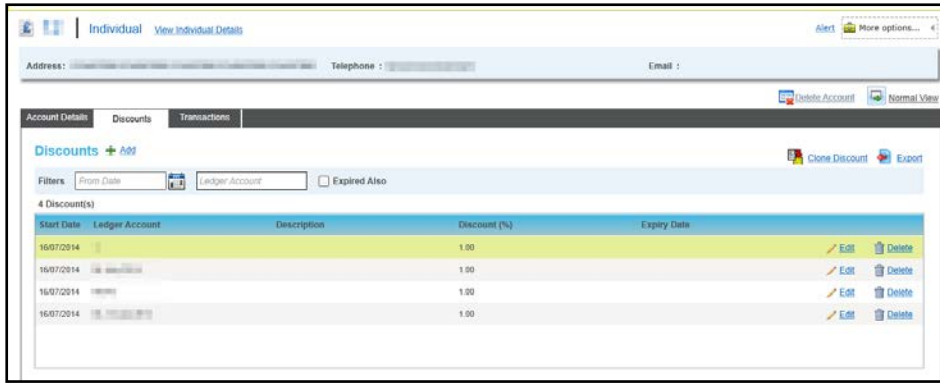 Individual View Individual Details Alert More options...
Address: Telephone : Email :
Delete Account Normal View
Account Details Discounts Transactions
Discounts Add Clone Discount Export
Filters From Date Ledger Account Expired Also
4 Discount(s)
Start Date Ledger Account Description Discount (%) Expiry Date
16/07/2014 1.00 Edit Delete
16/07/2014 1.00 Edit Delete
16/07/2014 1.00 Edit Delete
16/07/2014 1.00 Edit Delete